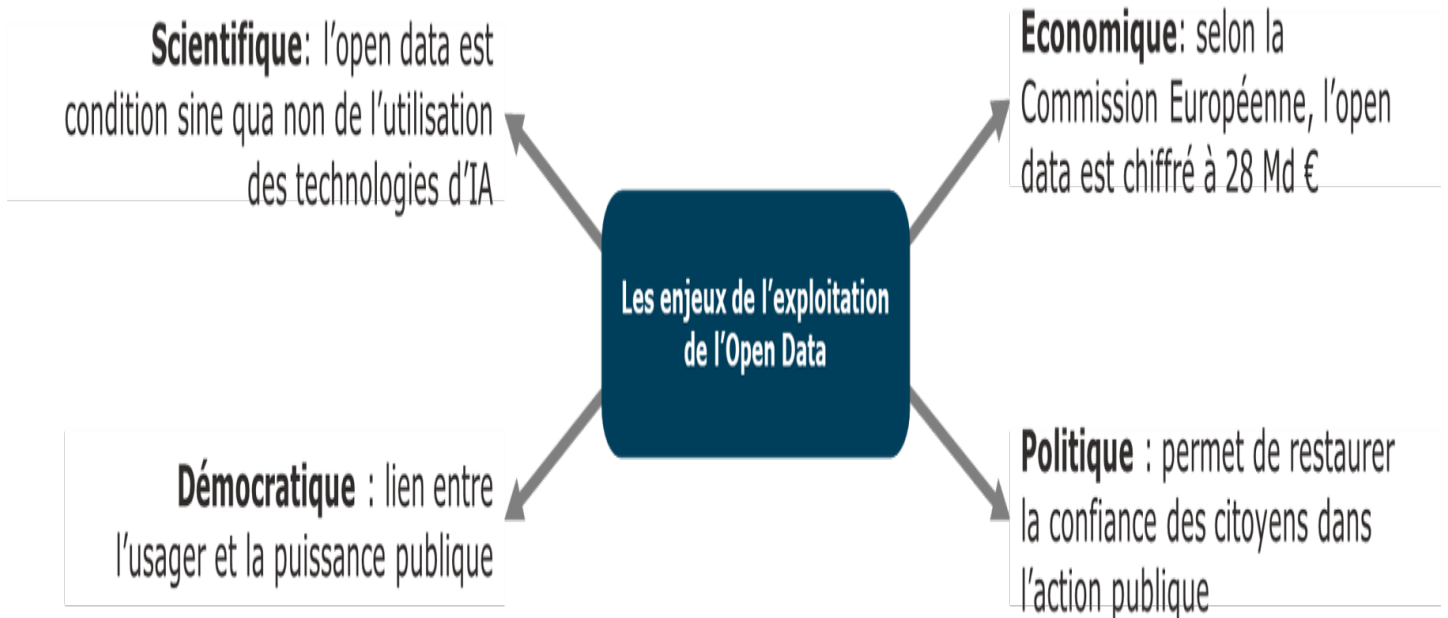 Scientifique: l’open data est
condition sine qua non de l’utilisation
des technologies d’IA
Economique: selon la
Commission Européenne, l’open
data est chiffré à 28 Md €
Les enjeux de l’exploitation
de l’Open Data
Démocratique : lien entre
l’usager et la puissance publique
Politique : permet de restaurer
la confiance des citoyens dans
l’action publique